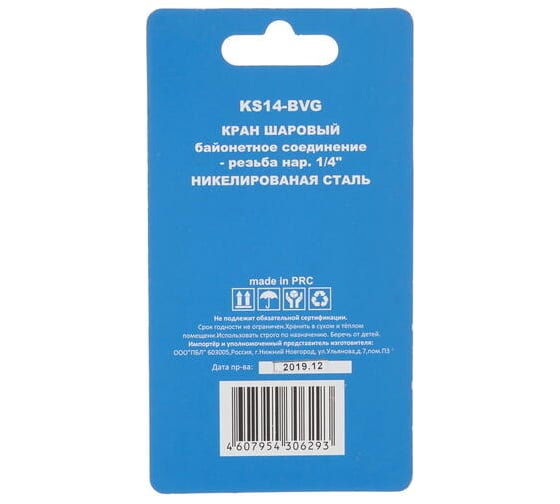 KS14-BVG
КРАН ШАРОВЫЙ
байонетное соединение
- резьба нар. 1/4"
НИКЕЛИРОВАНАЯ СТАЛЬ
made in PRC
Не подлежит обязательной сертификации.
Срок годности не ограничен.Хранить в сухом и тёплом
помещени.Использовать строго по назначению. Беречь от детей.
Импортёр и уполномоченный представитель изготовителя:
ООО"ПБЛ" 603005,Россия, г.Нижний Новгород, ул.Ульянова,д.7,пом.П3
Дата пр-ва: 2019.12
4 607954 306293